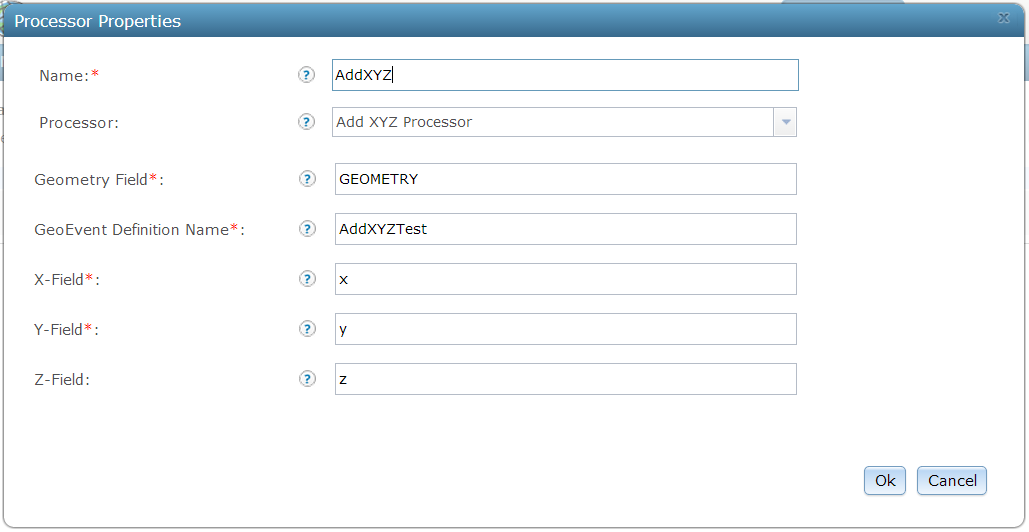 Processor Properties
Name:* ? AddXYZ
Processor: ? Add XYZ Processor
Geometry Field*: ? GEOMETRY
GeoEvent Definition Name*: ? AddXYZTest
X-Field*: ? x
Y-Field*: ? y
Z-Field: ? z
Ok Cancel